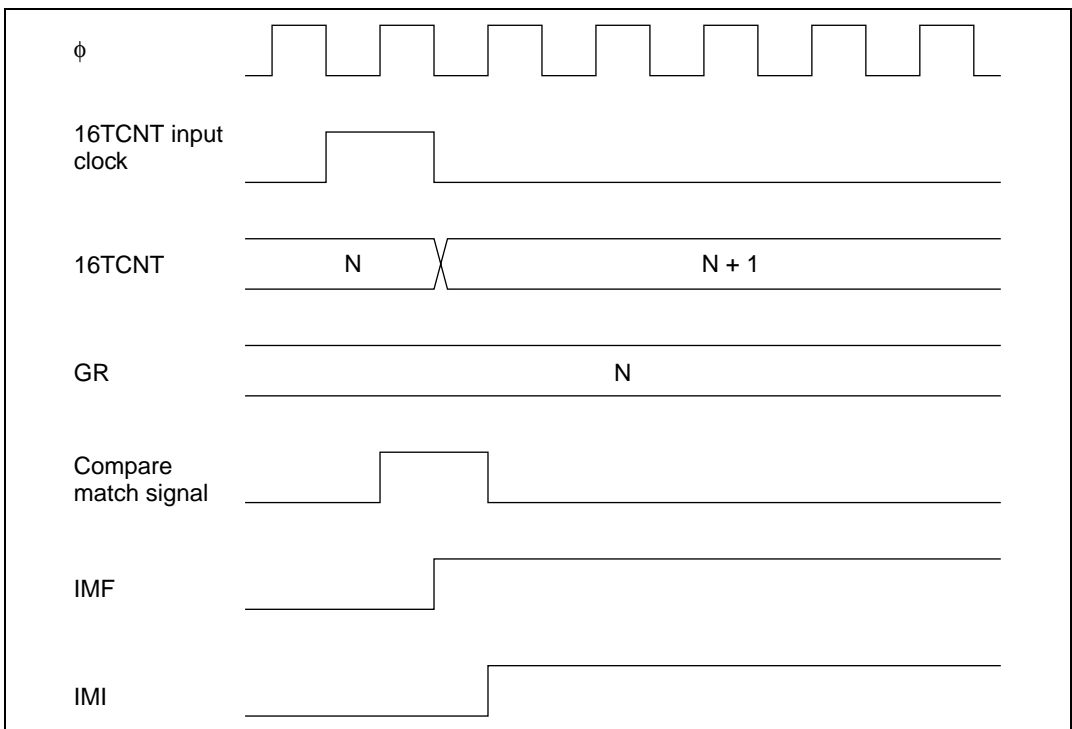 ϕ
16TCNT input
clock
16TCNT
N
N + 1
GR
N
Compare
match signal
IMF
IMI